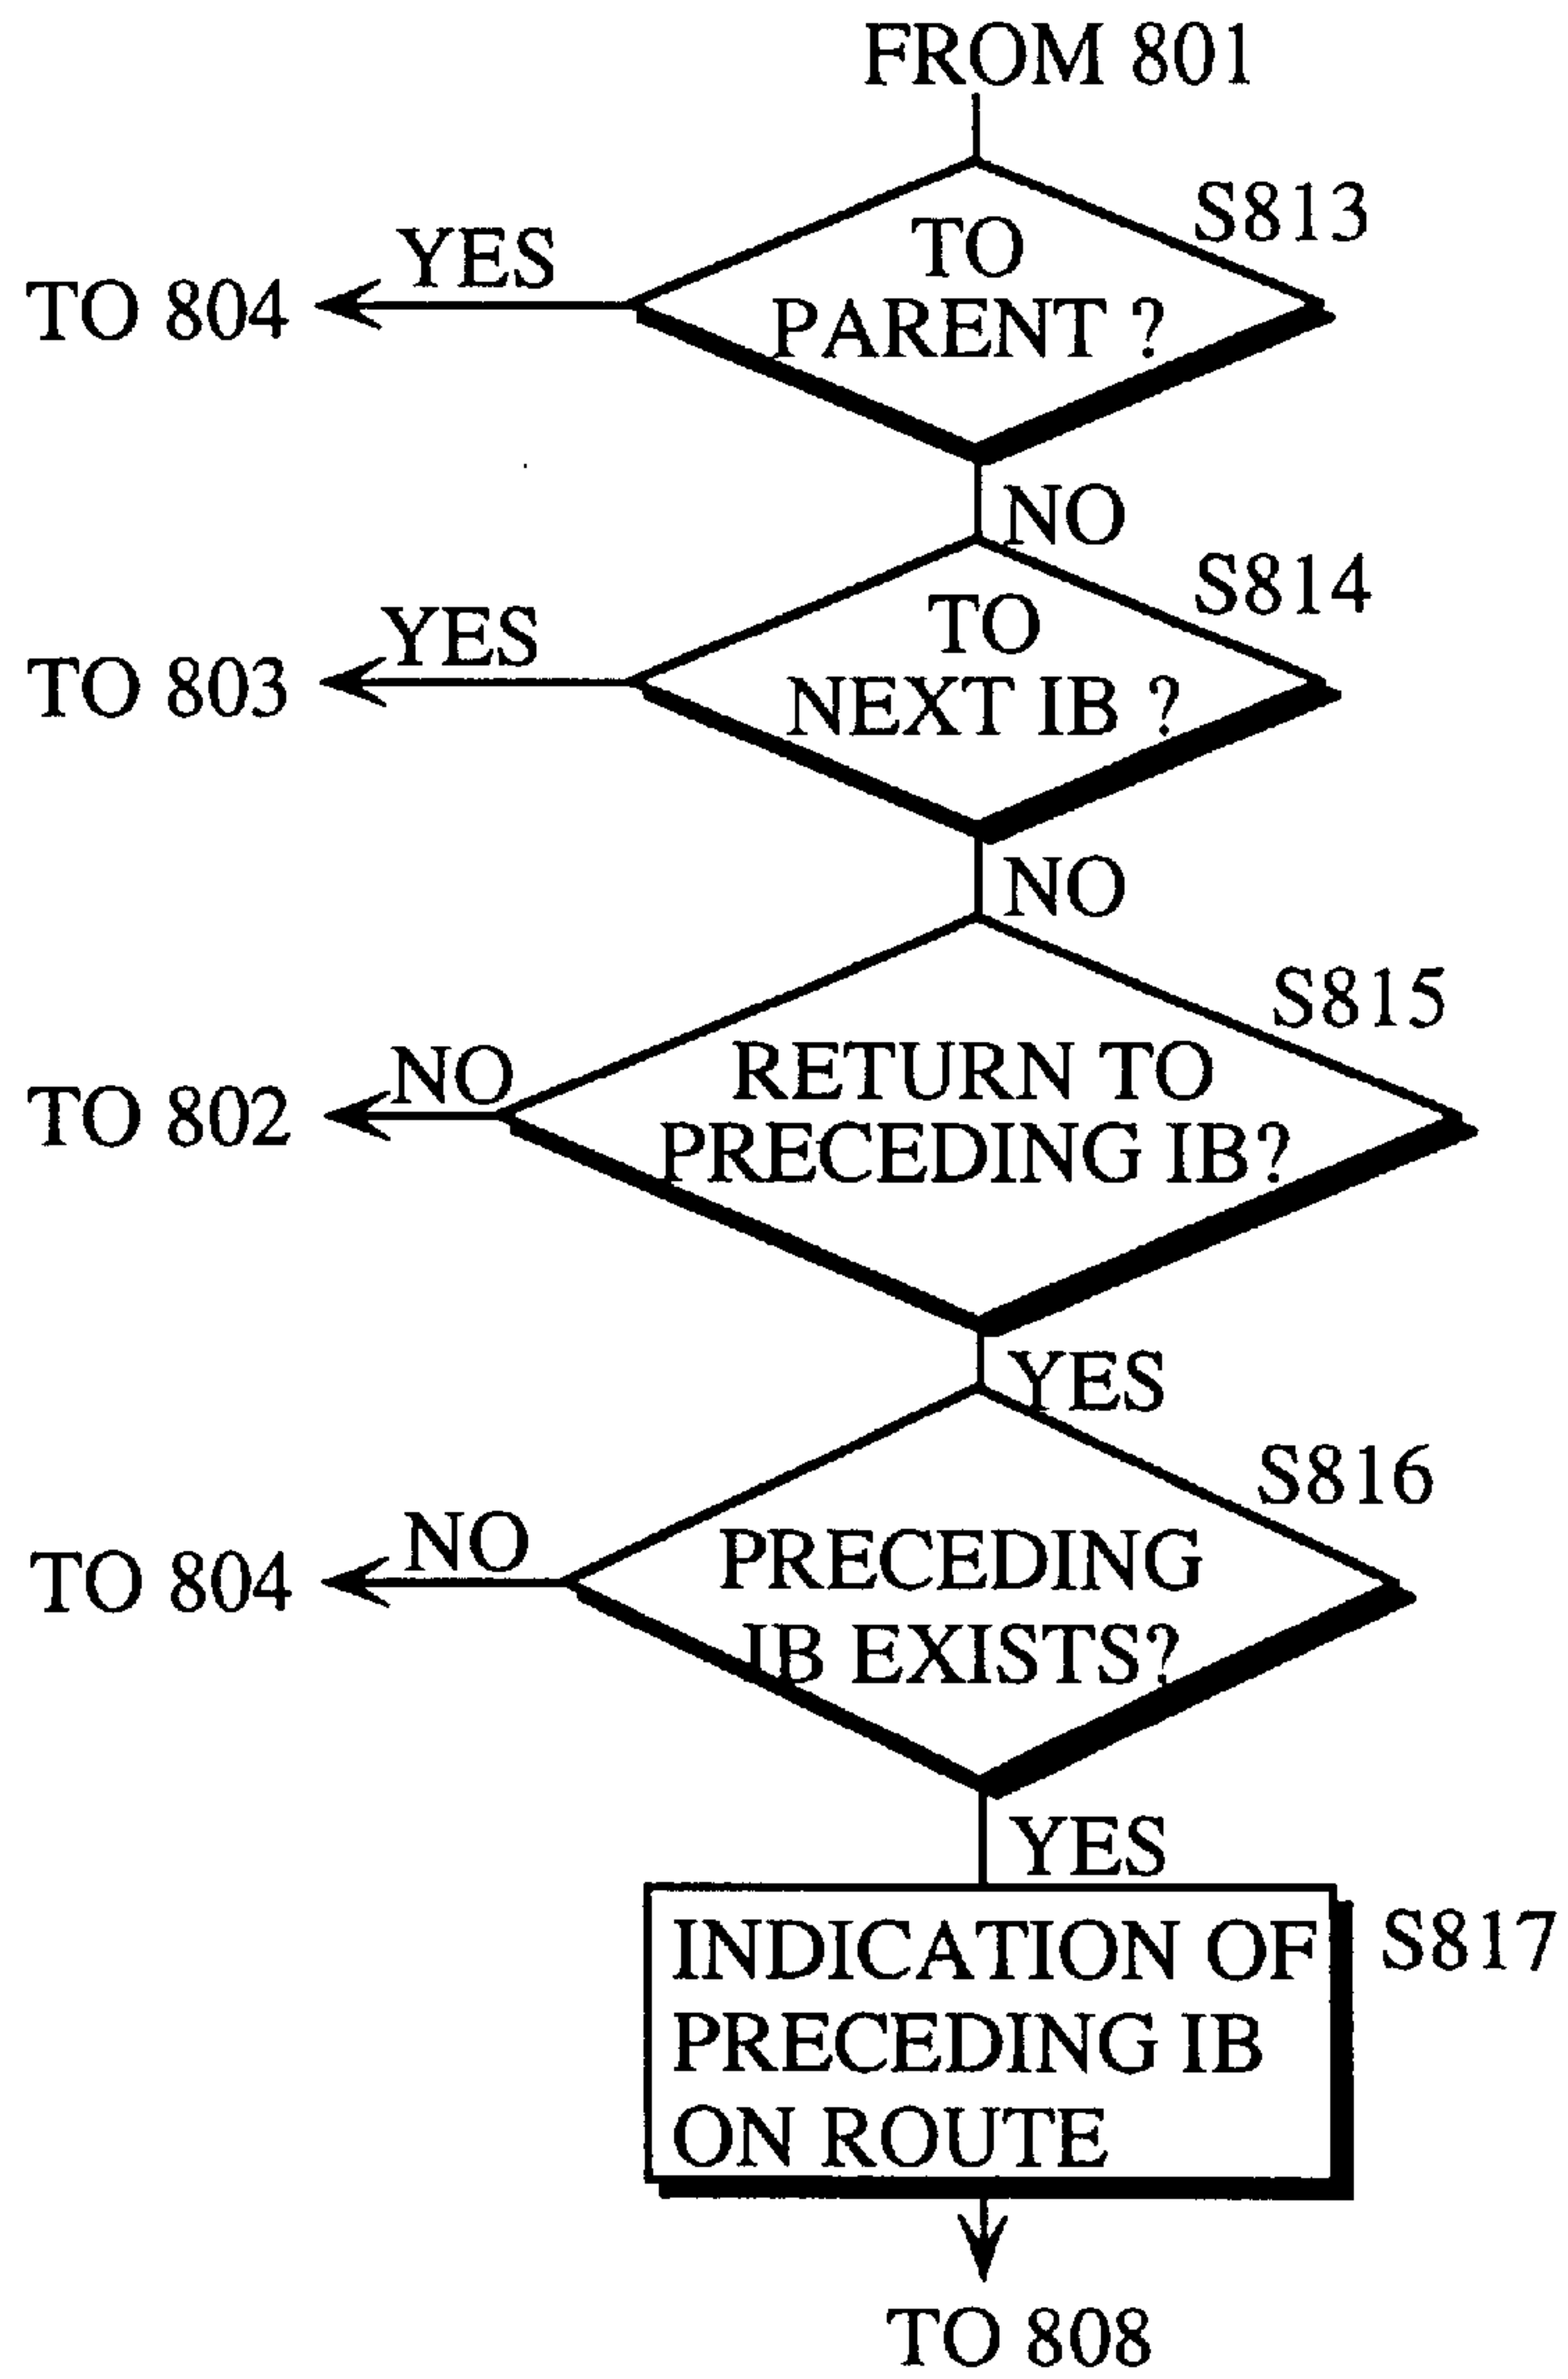 FROM 801
S813
TO
PARENT ?
YES
TO 804
NO
S814
TO
NEXT IB ?
YES
TO 803
NO
S815
RETURN TO
PRECEDING IB?
NO
TO 802
YES
S816
PRECEDING
IB EXISTS?
NO
TO 804
YES
INDICATION OF
PRECEDING IB
ON ROUTE
S817
TO 808